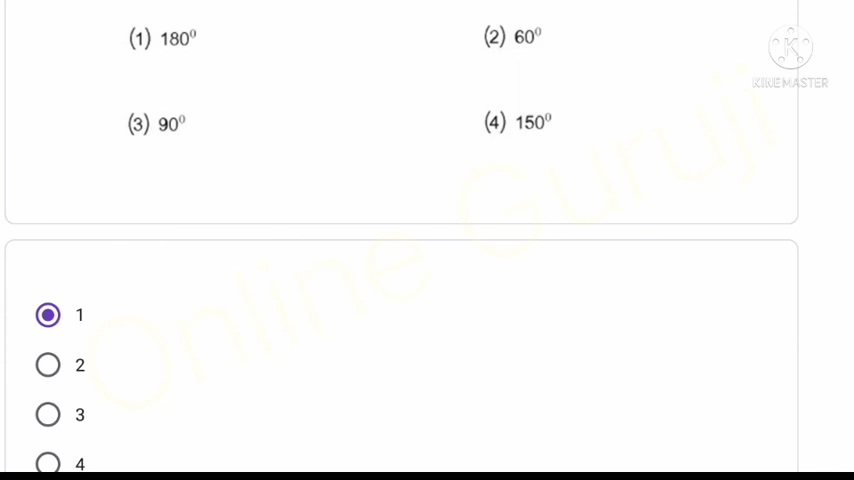 (1) 180⁰ (2) 60⁰
KINEMASTER
(3) 90⁰ (4) 150⁰
Online Guruji
1
2
3
4